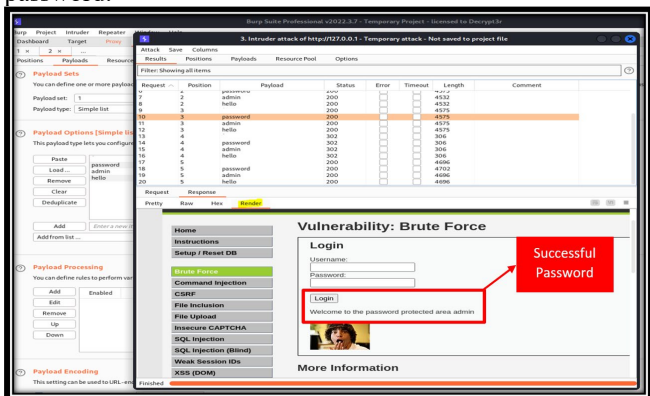 password.
Burp Suite Professional v2022.3.7 - Temporary Project - licensed to Decrypt3r
Burp Project Intruder Repeater
3. Intruder attack of http://127.0.0.1 - Temporary attack - Not saved to project file
Dashboard Target Proxy
1 × 2 × ...
Attack Save Columns
Positions Payloads
Results Positions Payloads Resource Pool Options
Filter: Showing all items
Payload Sets
You can define one or more payload
Payload set: 1
Payload type: Simple list
Request Position Payload Status Error Timeout Length Comment
7 2 admin 200 4532
8 2 hello 200 4532
9 3 200 4575
10 3 password 200 4575
11 3 admin 200 4575
12 3 hello 200 4575
13 4 302 306
14 4 password 302 306
15 4 admin 302 306
16 4 hello 302 306
17 5 200 4696
18 5 password 200 4702
19 5 admin 200 4696
20 5 hello 200 4696
Payload Options [Simple lis
This payload type lets you configure
Paste
Load ...
Remove
Clear
Deduplicate
password
admin
hello
Add
Enter a new it
Add from list ...
Payload Processing
You can define rules to perform var
Add
Edit
Remove
Up
Down
Enabled
Payload Encoding
This setting can be used to URL-en
Request Response
Pretty Raw Hex Render
Home
Instructions
Setup / Reset DB
Brute Force
Command Injection
CSRF
File Inclusion
File Upload
Insecure CAPTCHA
SQL Injection
SQL Injection (Blind)
Weak Session IDs
XSS (DOM)
Vulnerability: Brute Force
Login
Username:
Password:
Login
Welcome to the password protected area admin
More Information
Successful
Password
Finished